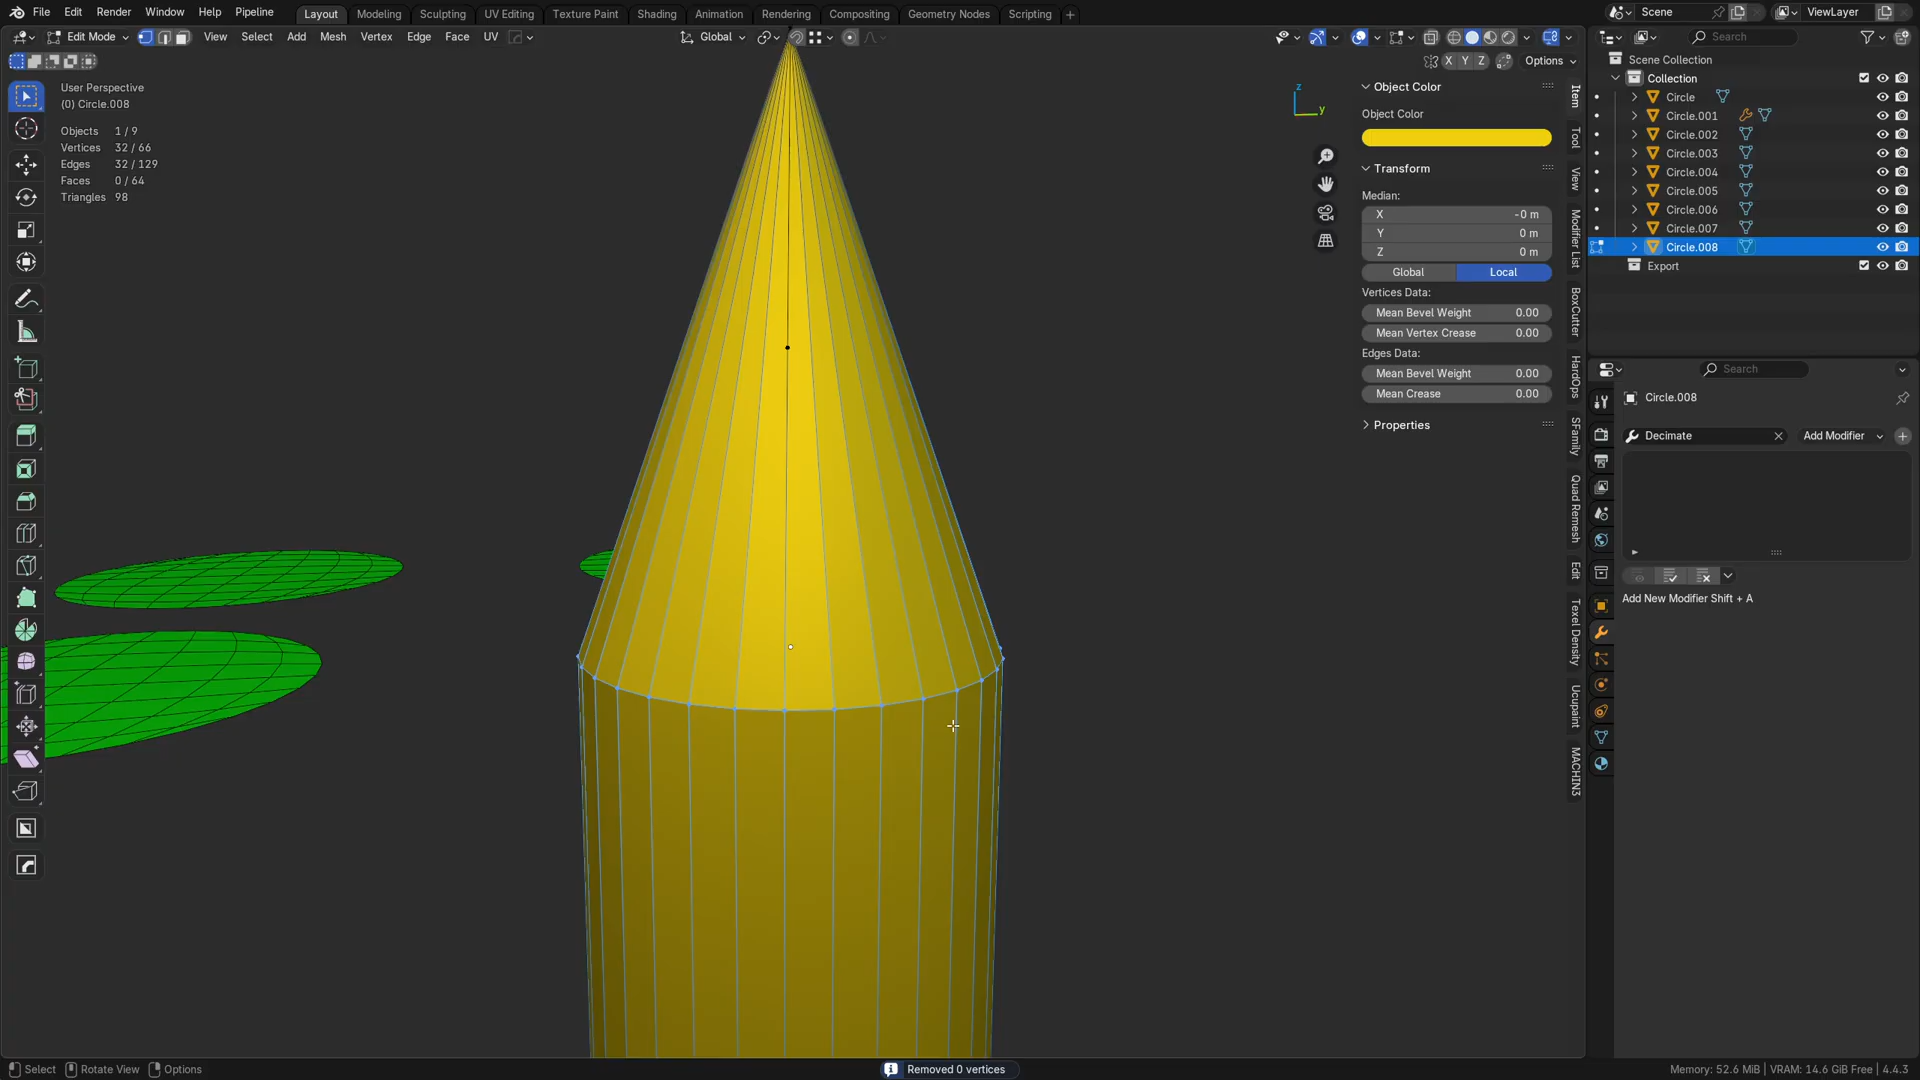 File Edit Render Window Help Pipeline Layout Modeling Sculpting UV Editing Texture Paint Shading Animation Rendering Compositing Geometry Nodes Scripting + Scene ViewLayer
Edit Mode View Select Add Mesh Vertex Edge Face UV Global Search
X Y Z Options
User Perspective
(0) Circle.008
Objects 1 / 9
Vertices 32 / 66
Edges 32 / 129
Faces 0 / 64
Triangles 98
z
y
Object Color
Object Color
Transform
Median:
X -0 m
Y 0 m
Z 0 m
Global Local
Vertices Data:
Mean Bevel Weight 0.00
Mean Vertex Crease 0.00
Edges Data:
Mean Bevel Weight 0.00
Mean Crease 0.00
Properties
Item
Tool
View
Modifier List
BoxCutter
HardOps
SFamily
Quad Remesh
Edit
Texel Density
Ucupaint
MACHIN3
Scene Collection
Collection
Circle
Circle.001
Circle.002
Circle.003
Circle.004
Circle.005
Circle.006
Circle.007
Circle.008
Export
Search
Circle.008
Decimate Add Modifier
Add New Modifier Shift + A
Select Rotate View Options Removed 0 vertices Memory: 52.6 MiB | VRAM: 14.6 GiB Free | 4.4.3